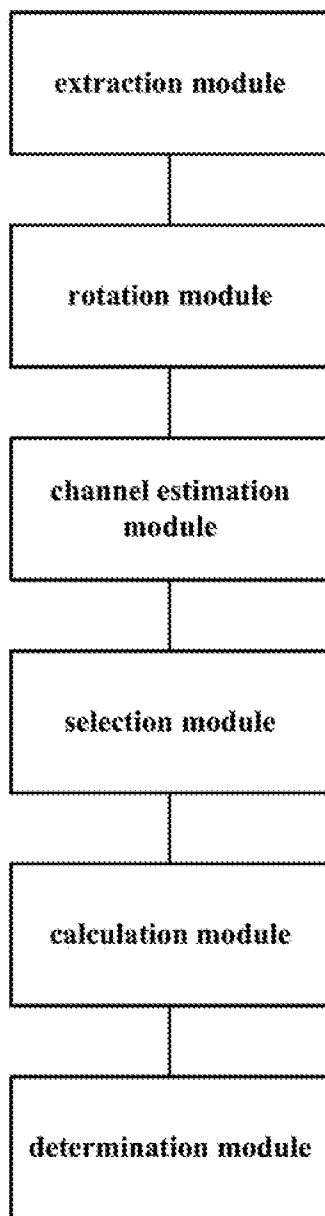 extraction module
rotation module
channel estimation
module
selection module
calculation module
determination module